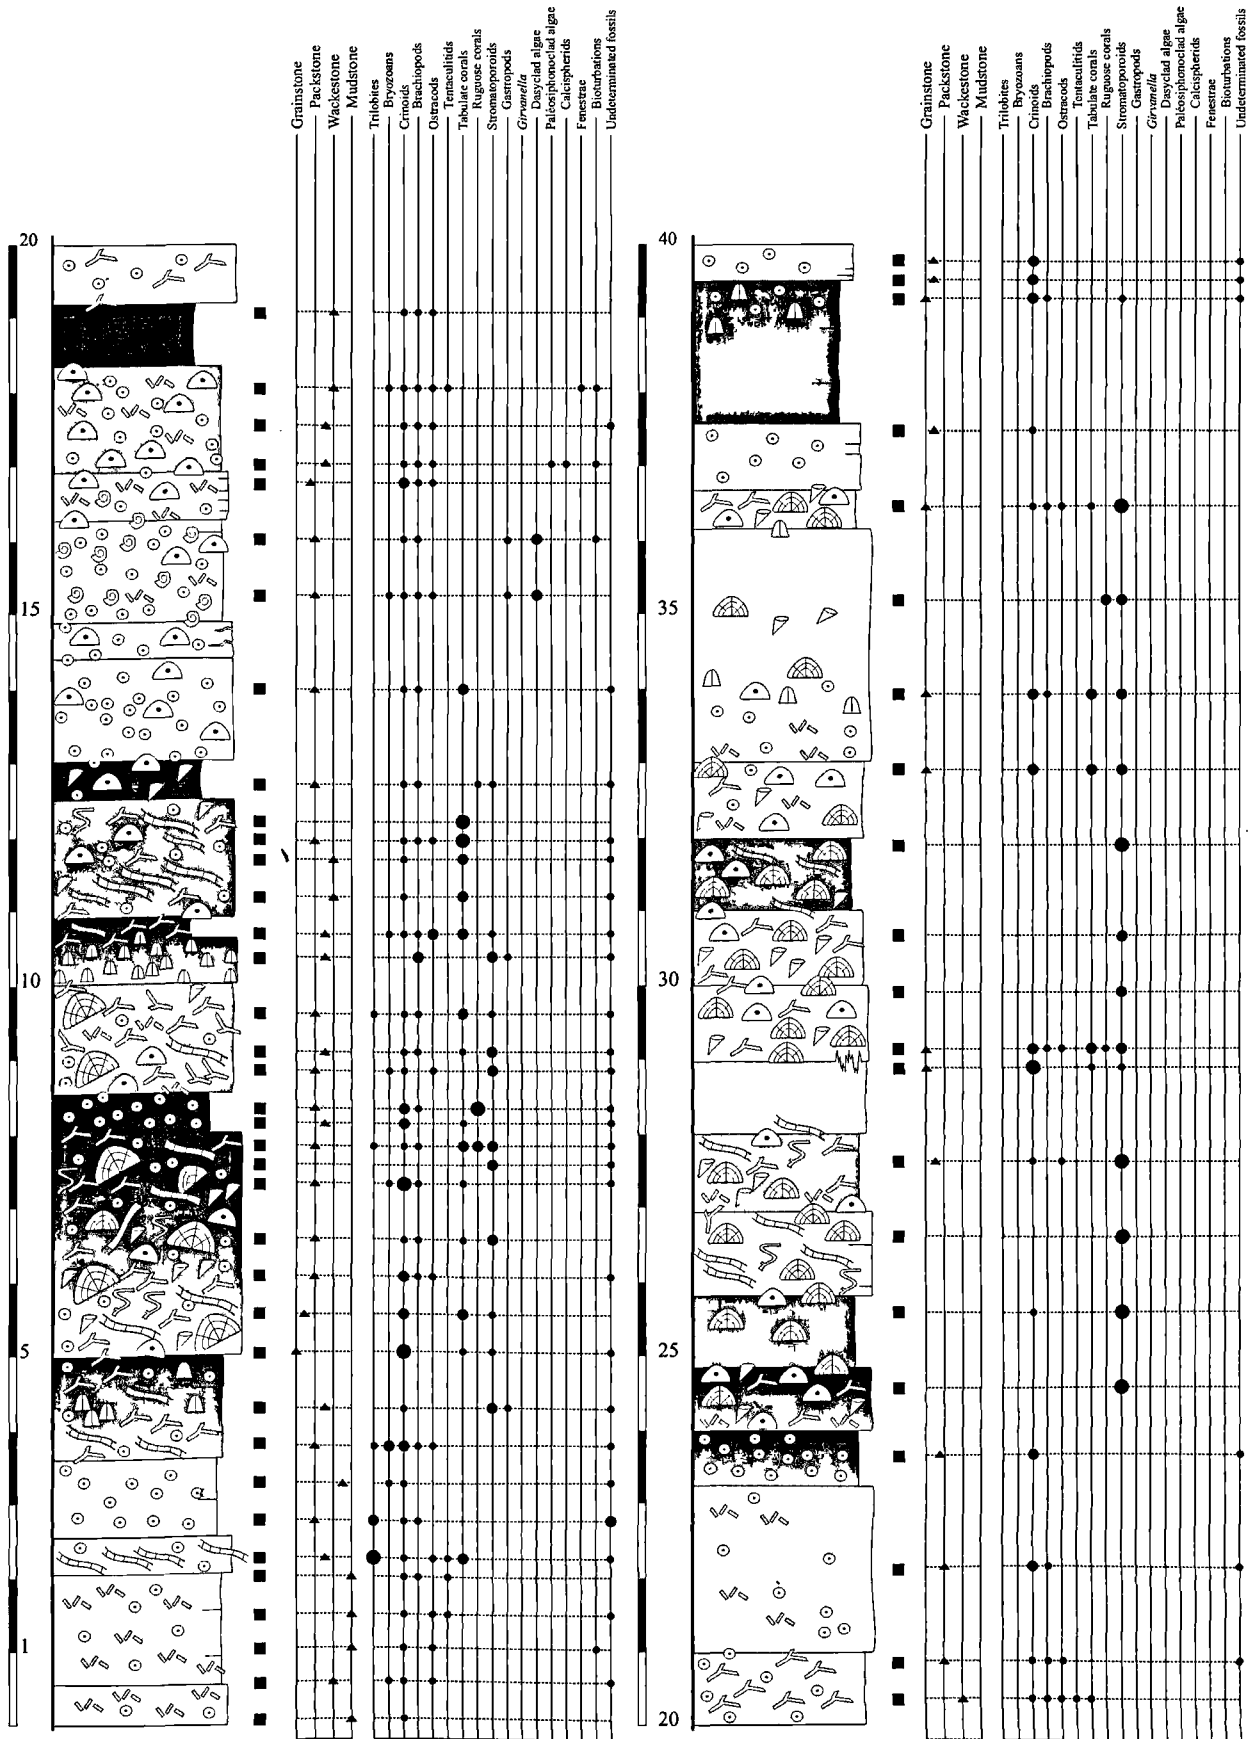 Grainstone
Packstone
Wackestone
Mudstone
Trilobites
Bryozoans
Crinoids
Brachiopods
Ostracods
Tentaculitids
Tabulate corals
Rugose corals
Stromatoporoids
Gastropods
Girvanella
Dasyclad algae
Paléosiphonoclad algae
Calcispherids
Fenestrae
Bioturbations
Undeterminated fossils
20
15
10
5
1
Grainstone
Packstone
Wackestone
Mudstone
Trilobites
Bryozoans
Crinoids
Brachiopods
Ostracods
Tentaculitids
Tabulate corals
Ruguose corals
Stromatoporoids
Gastropods
Girvanella
Dasyclad algae
Paléosiphonoclad algae
Calcispherids
Fenestrae
Bioturbations
Undeterminated fossils
40
35
30
25
20